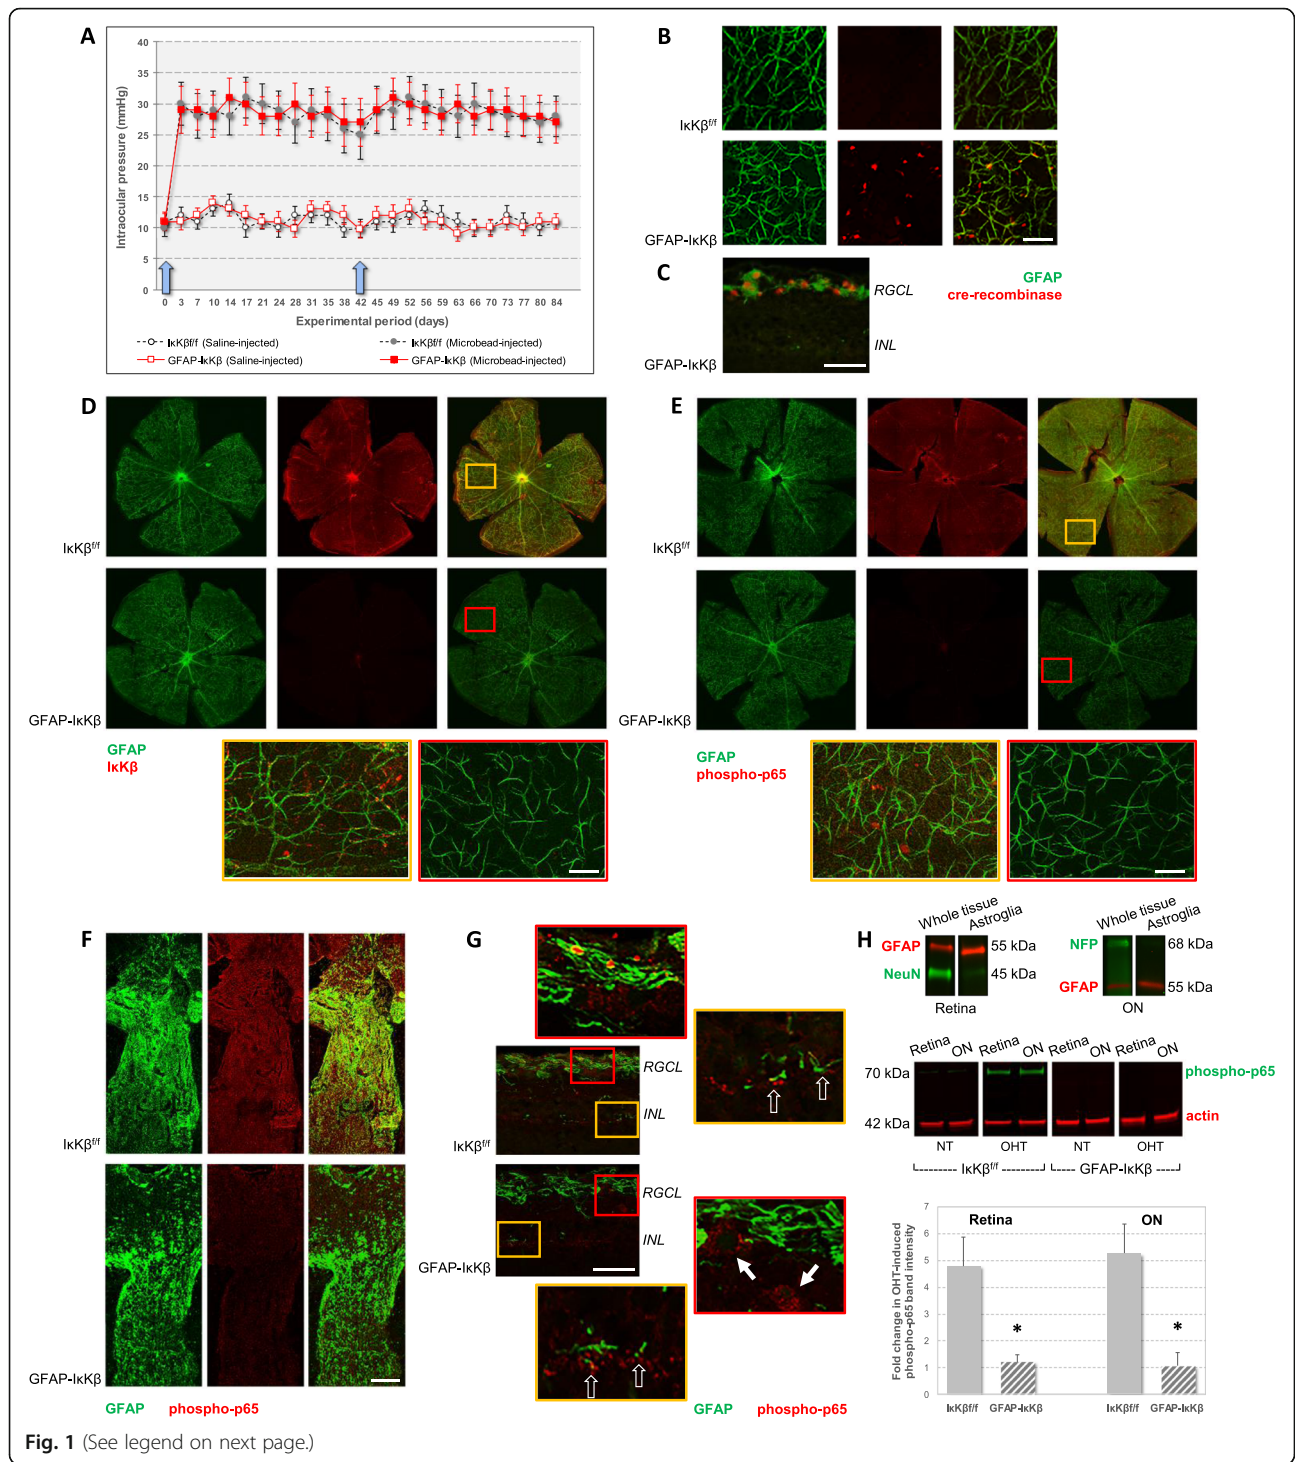 A
Intraocular pressure (mmHg)
40
35
30
25
20
15
10
5
0
0 3 7 10 14 17 21 24 28 31 35 38 42 45 49 52 56 59 63 66 70 73 77 80 84
Experimental period (days)
IκKβf/f (Saline-injected)
IκKβf/f (Microbead-injected)
GFAP-IκKβ (Saline-injected)
GFAP-IκKβ (Microbead-injected)
B
IκKβf/f
GFAP-IκKβ
C
GFAP
cre-recombinase
RGCL
INL
GFAP-IκKβ
D
IκKβf/f
GFAP-IκKβ
GFAP
IκKβ
E
IκKβf/f
GFAP-IκKβ
GFAP
phospho-p65
F
IκKβf/f
GFAP-IκKβ
GFAP phospho-p65
G
RGCL
INL
IκKβf/f
RGCL
INL
GFAP-IκKβ
GFAP phospho-p65
H
Whole tissue
Astroglia
GFAP
55 kDa
NeuN
45 kDa
Retina
Whole tissue
Astroglia
NFP
68 kDa
GFAP
55 kDa
ON
Retina ON Retina ON Retina ON Retina ON
70 kDa
phospho-p65
42 kDa
actin
NT OHT NT OHT
IκKβf/f GFAP-IκKβ
Fold change in OHT-induced
phospho-p65 band intensity
7
6
5
4
3
2
1
0
Retina ON
* *
IκKβf/f GFAP-IκKβ IκKβf/f GFAP-IκKβ
Fig. 1 (See legend on next page.)